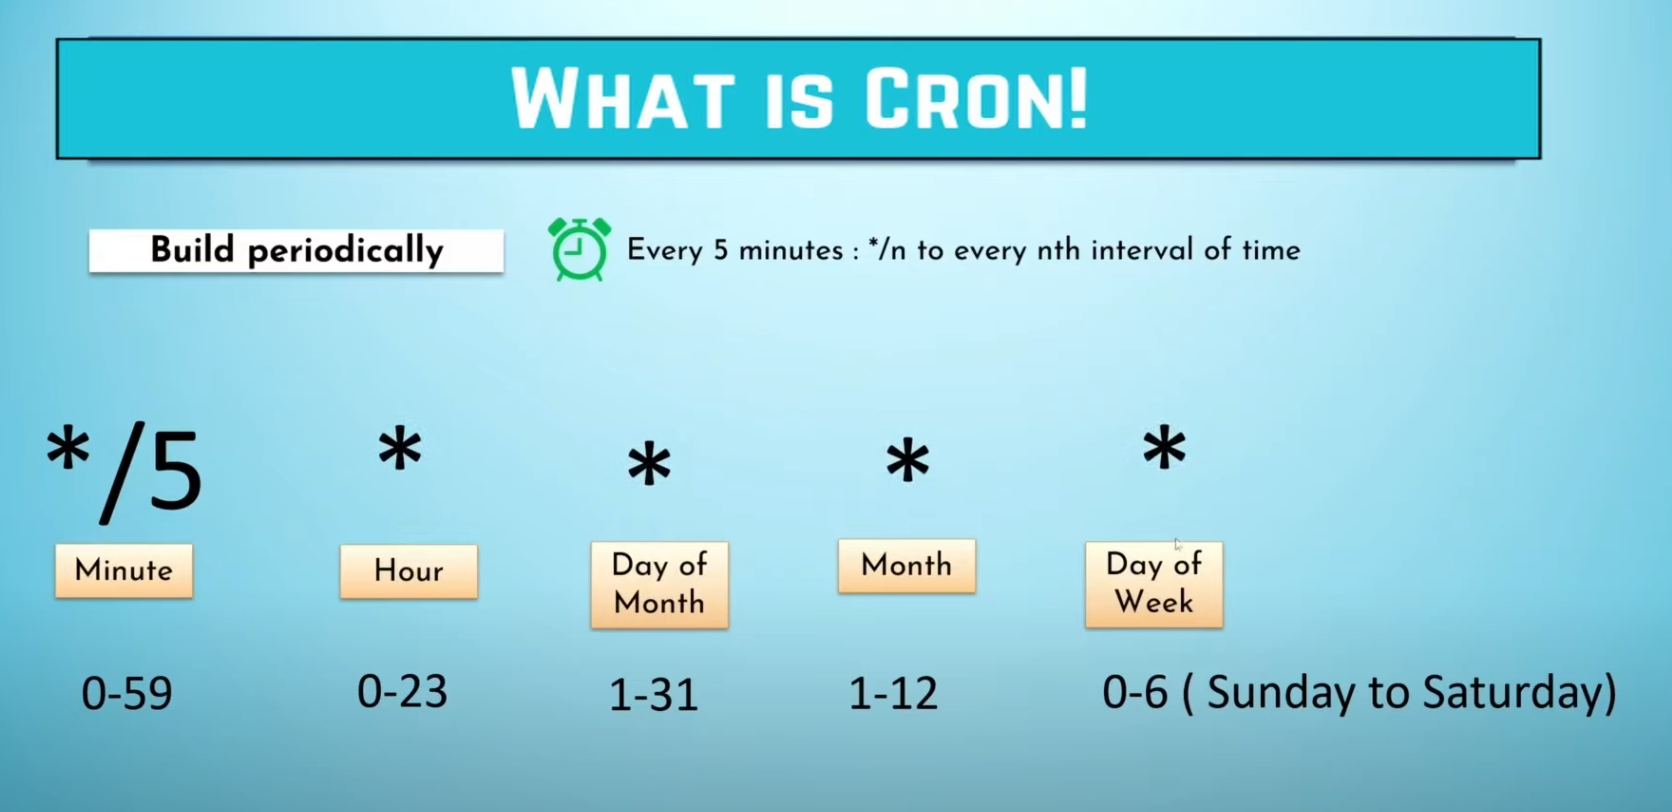 WHAT IS CRON!
Build periodically
Every 5 minutes : */n to every nth interval of time
*/5 * * * *
Minute Hour Day of Month Month Day of Week
0-59 0-23 1-31 1-12 0-6 ( Sunday to Saturday)